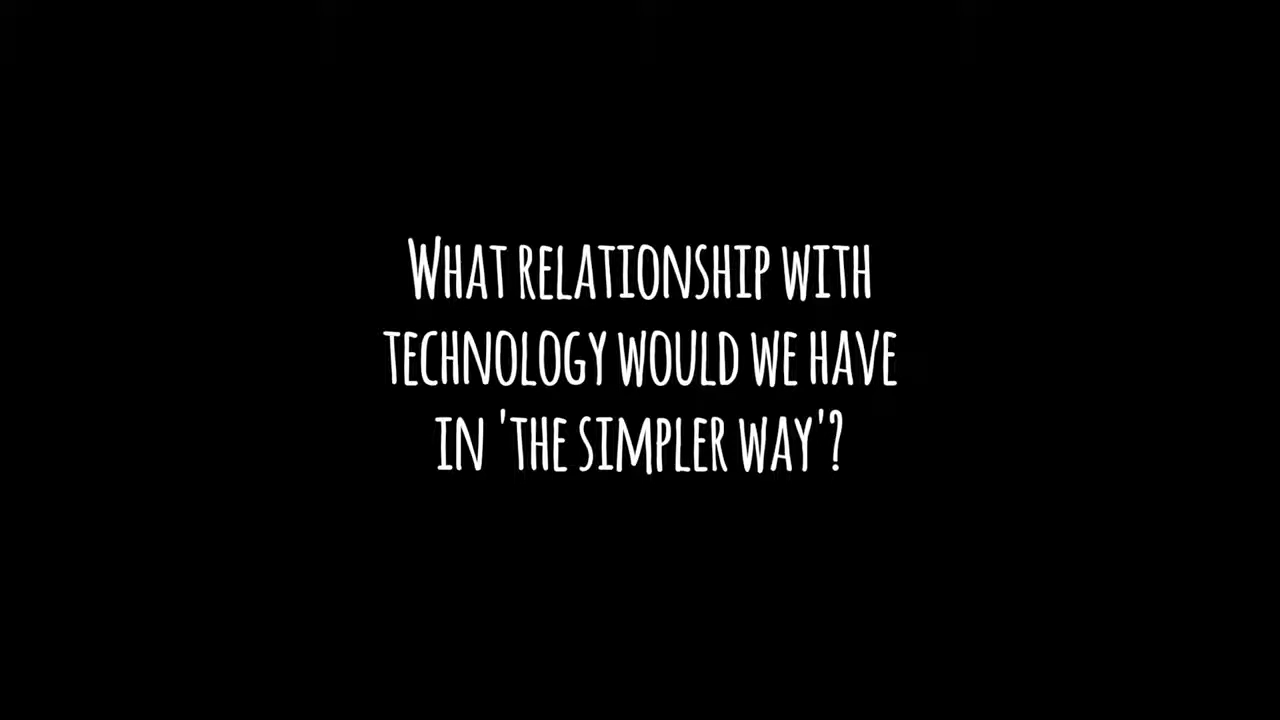 What relationship with
technology would we have
in 'the simpler way'?